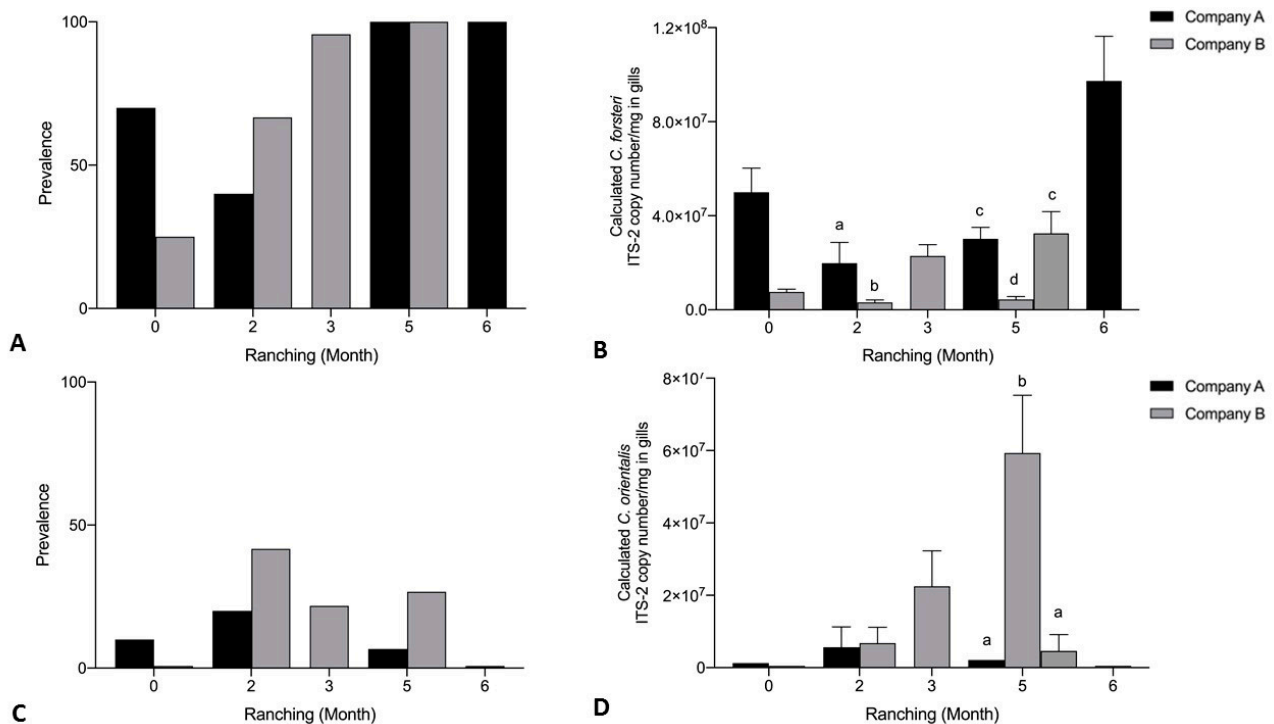 100
50
0
Prevalence
0 2 3 5 6
Ranching (Month)
A
Company A
Company B
1.2×10⁸
8.0×10⁷
4.0×10⁷
0.0
Calculated C. forsteri
ITS-2 copy number/mg in gills
a
b
c
d
c
0 2 3 5 6
Ranching (Month)
B
100
50
0
Prevalence
0 2 3 5 6
Ranching (Month)
C
Company A
Company B
8×10⁷
6×10⁷
4×10⁷
2×10⁷
0
Calculated C. orientalis
ITS-2 copy number/mg in gills
a
b
a
0 2 3 5 6
Ranching (Month)
D